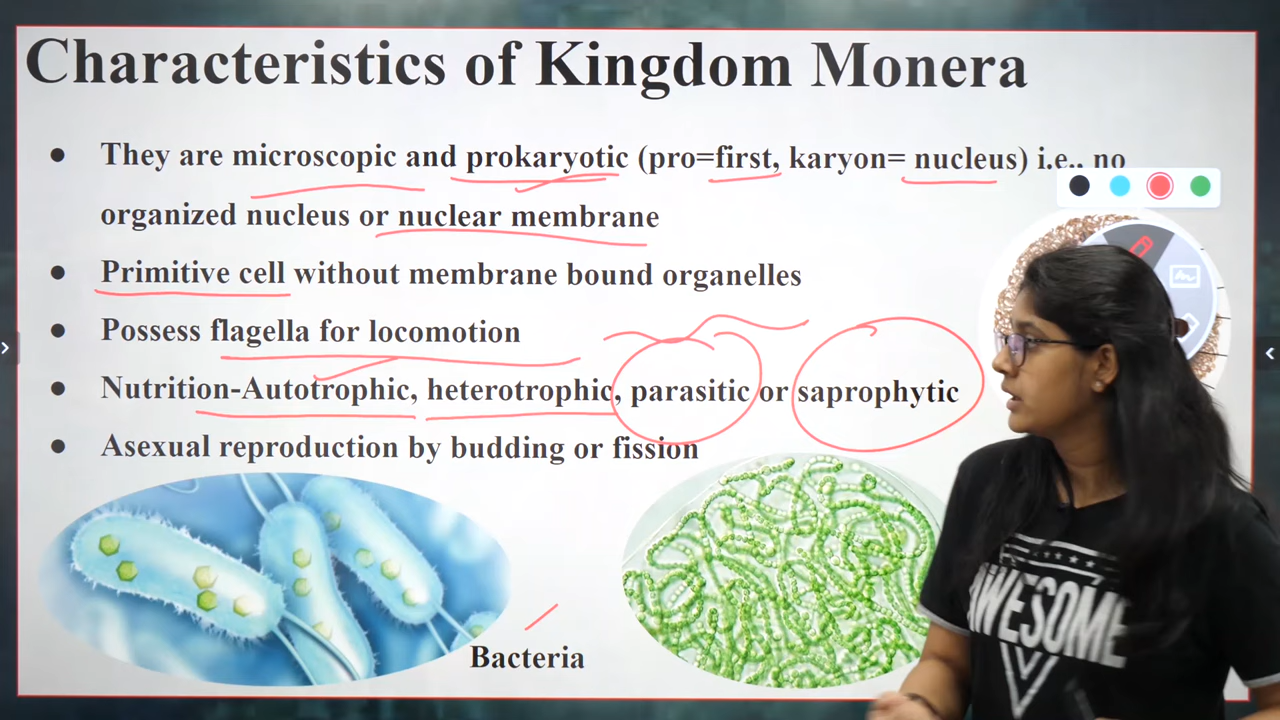 Characteristics of Kingdom Monera
● They are microscopic and prokaryotic (pro=first, karyon= nucleus) i.e., no
organized nucleus or nuclear membrane
● Primitive cell without membrane bound organelles
● Possess flagella for locomotion
● Nutrition-Autotrophic, heterotrophic, parasitic or saprophytic
● Asexual reproduction by budding or fission
Bacteria
AWESOME